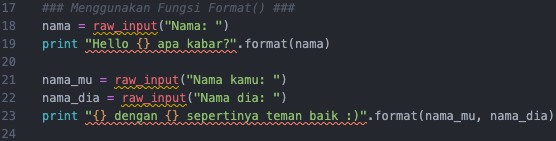 17 ### Menggunakan Fungsi Format() ###
18 nama = raw_input("Nama: ")
19 print "Hello {} apa kabar?".format(nama)
20
21 nama_mu = raw_input("Nama kamu: ")
22 nama_dia = raw_input("Nama dia: ")
23 print "{} dengan {} sepertinya teman baik :)".format(nama_mu, nama_dia)
24